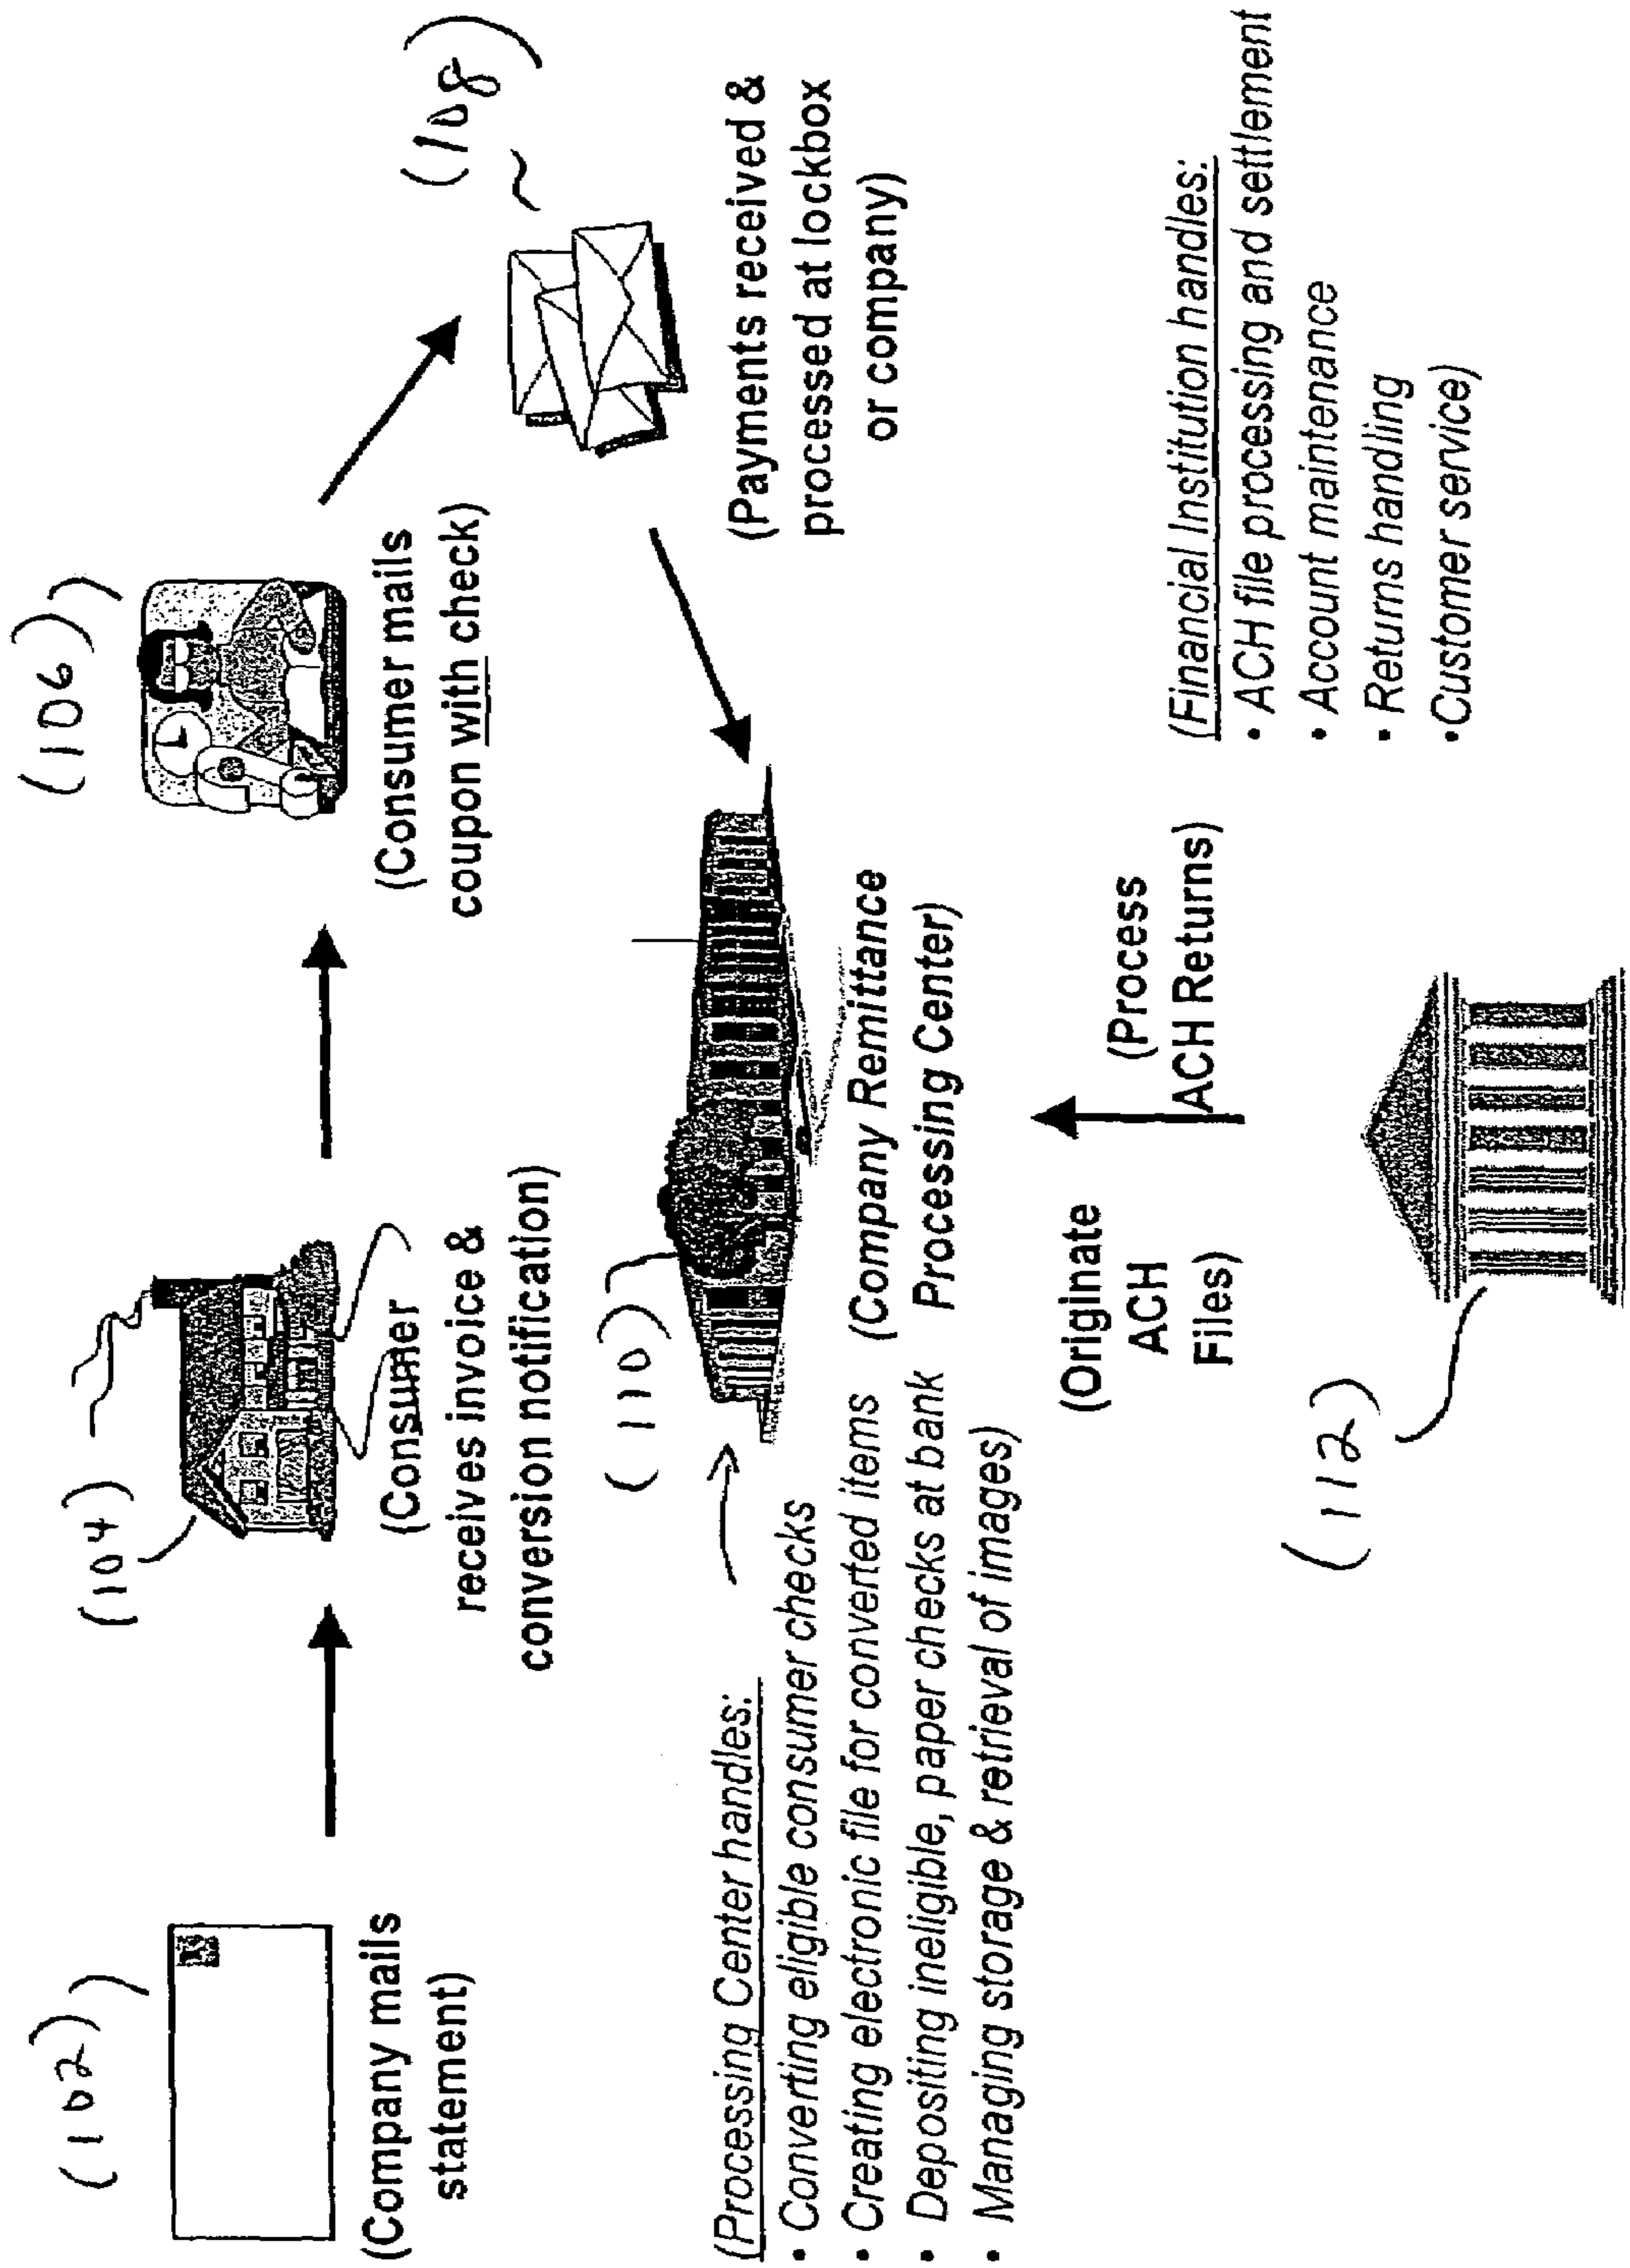 (102)
(Company mails
statement)
(104)
(Consumer
receives invoice &
conversion notification)
(106)
(Consumer mails
coupon with check)
(108)
(Payments received &
processed at lockbox
or company)
(110)
(Company Remittance
Processing Center)
(Processing Center handles:
• Converting eligible consumer checks
• Creating electronic file for converted items
• Depositing ineligible, paper checks at bank
• Managing storage & retrieval of images)
(Originate
ACH
Files)
(Process
ACH Returns)
(112)
(Financial Institution handles:
• ACH file processing and settlement
• Account maintenance
• Returns handling
•Customer service)